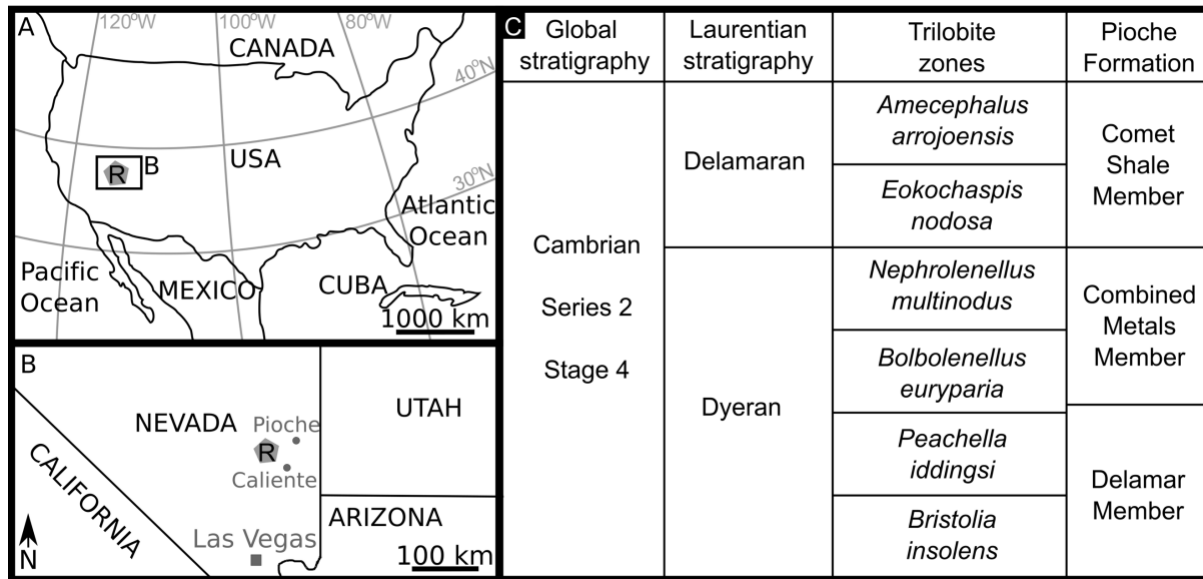 A
120°W
100°W
80°W
CANADA
40°N
USA
R
B
30°N
Atlantic
Ocean
Pacific
Ocean
MEXICO
CUBA
1000 km
B
NEVADA
UTAH
Pioche
R
Caliente
CALIFORNIA
ARIZONA
Las Vegas
N
100 km
C
Global
stratigraphy
Laurentian
stratigraphy
Trilobite
zones
Pioche
Formation
Cambrian
Series 2
Stage 4
Delamaran
Dyeran
Amecephalus
arrojoensis
Eokochaspis
nodosa
Nephrolenellus
multinodus
Bolbolenellus
euryparia
Peachella
iddingsi
Bristolia
insolens
Comet
Shale
Member
Combined
Metals
Member
Delamar
Member